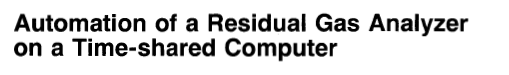 Automation of a Residual Gas Analyzer
on a Time-shared Computer